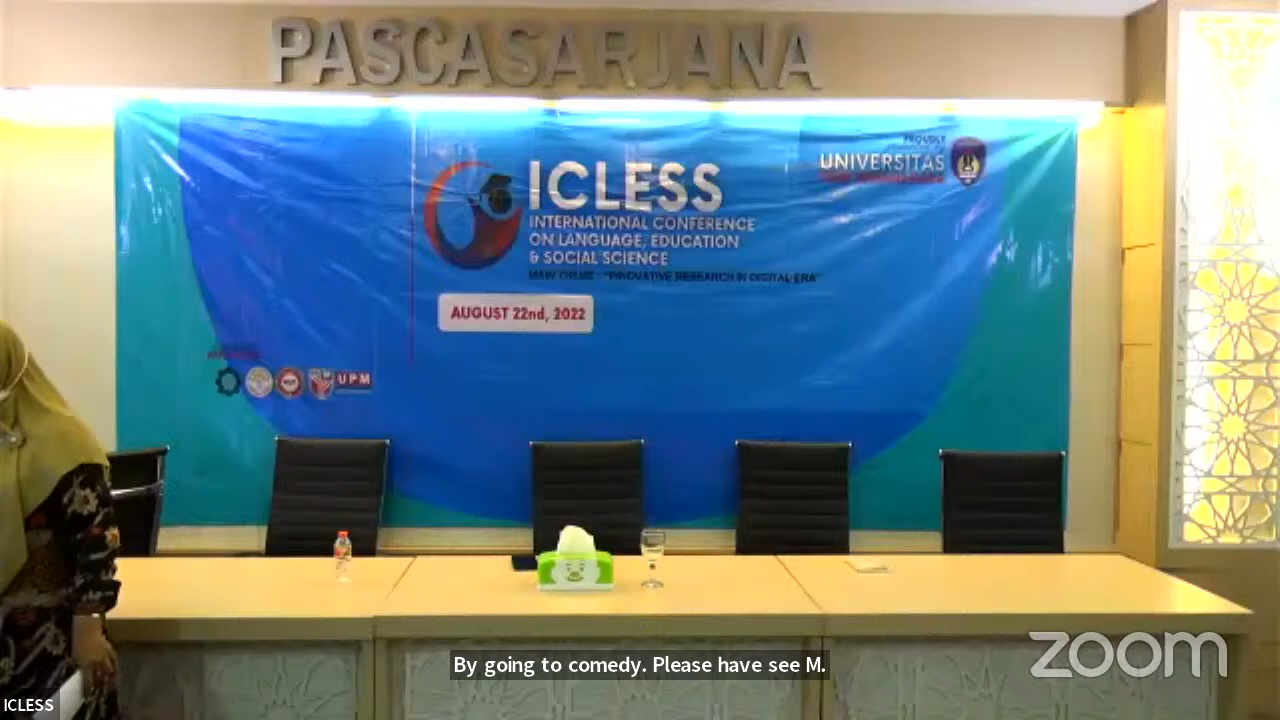 PASCASARJANA
PROUDLY
UNIVERSITAS
ICLESS
INTERNATIONAL CONFERENCE
ON LANGUAGE, EDUCATION
& SOCIAL SCIENCE
"INNOVATIVE RESEARCH IN DIGITAL ERA"
AUGUST 22nd, 2022
UPM
By going to comedy. Please have see M.
zoom
ICLESS